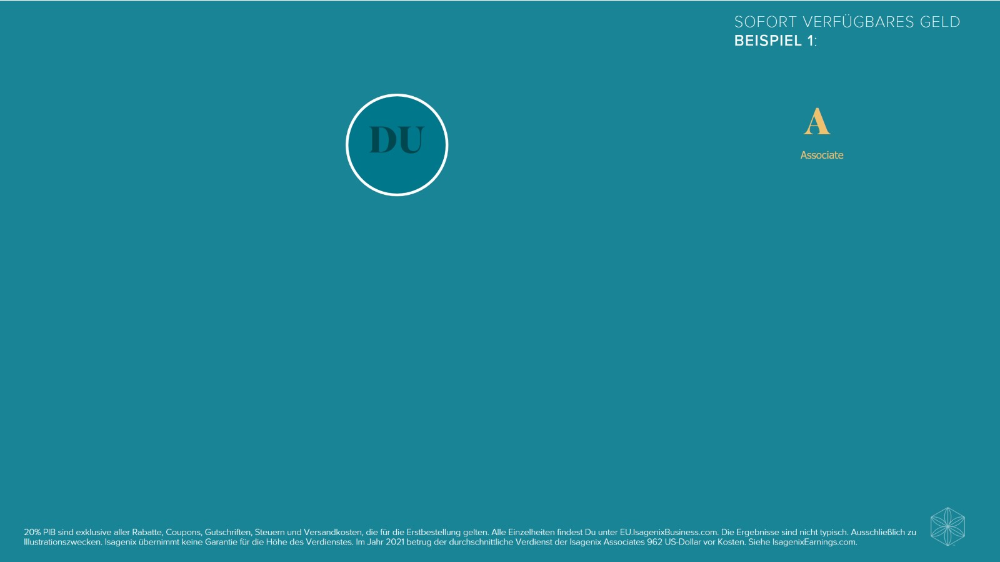 SOFORT VERFÜGBARES GELD
BEISPIEL 1:
DU
A
Associate
20% PIB sind exklusive aller Rabatte, Coupons, Gutschriften, Steuern und Versandkosten, die für die Erstbestellung gelten. Alle Einzelheiten findest Du unter EU.IsagenixBusiness.com. Die Ergebnisse sind nicht typisch. Ausschließlich zu
Illustrationszwecken. Isagenix übernimmt keine Garantie für die Höhe des Verdienstes. Im Jahr 2021 betrug der durchschnittliche Verdienst der Isagenix Associates 962 US-Dollar vor Kosten. Siehe IsagenixEarnings.com.